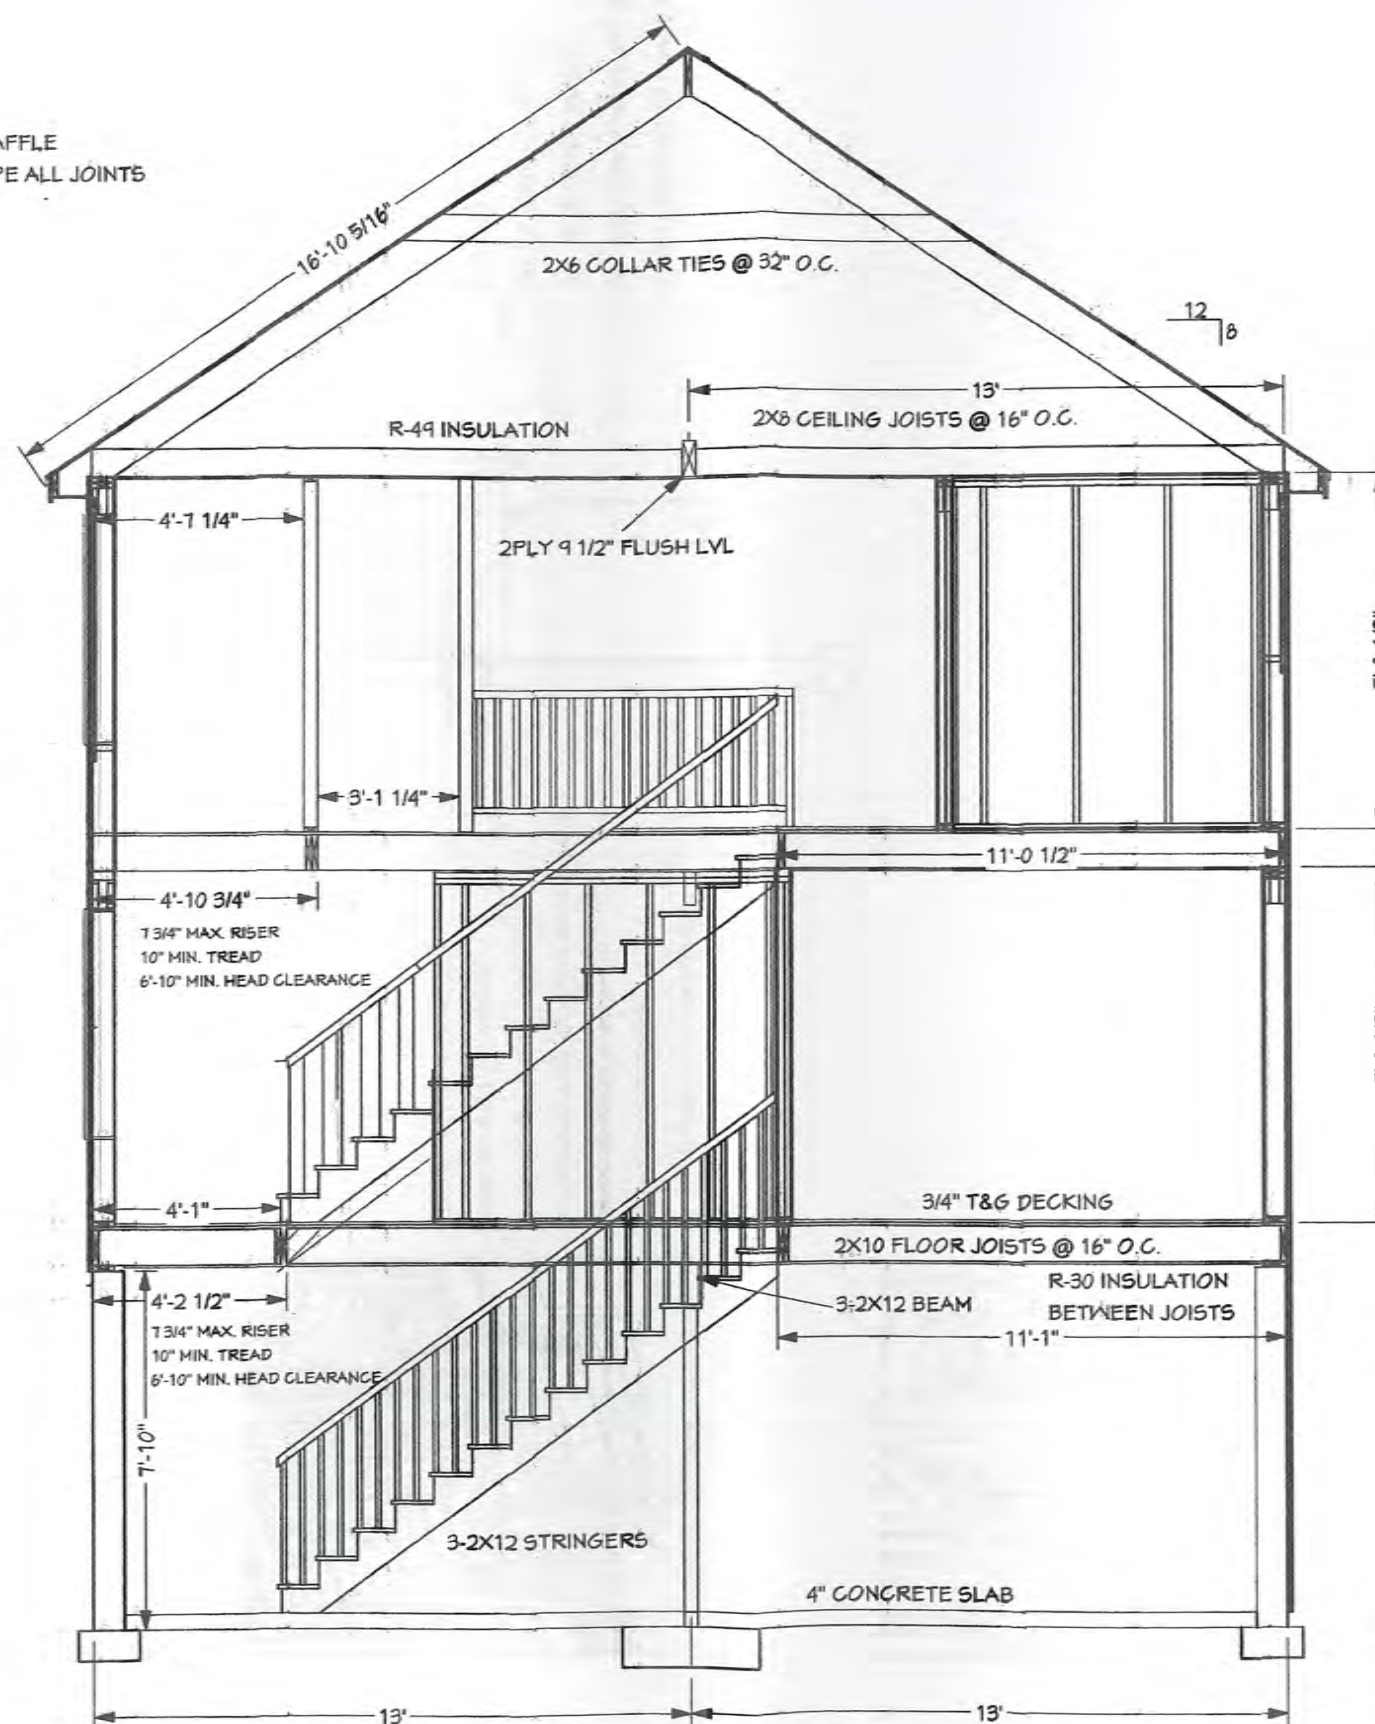 AFFLE
PE ALL JOINTS
16'-10 5/16"
2X6 COLLAR TIES @ 32" O.C.
12
8
13'
2X8 CEILING JOISTS @ 16" O.C.
R-49 INSULATION
4'-7 1/4"
2PLY 9 1/2" FLUSH LVL
3'-1 1/4"
11'-0 1/2"
4'-10 3/4"
7 3/4" MAX. RISER
10" MIN. TREAD
6'-10" MIN. HEAD CLEARANCE
4'-1"
3/4" T&G DECKING
2X10 FLOOR JOISTS @ 16" O.C.
R-30 INSULATION
BETWEEN JOISTS
4'-2 1/2"
3-2X12 BEAM
11'-1"
7 3/4" MAX. RISER
10" MIN. TREAD
6'-10" MIN. HEAD CLEARANCE
7'-10"
3-2X12 STRINGERS
4" CONCRETE SLAB
13'
13'